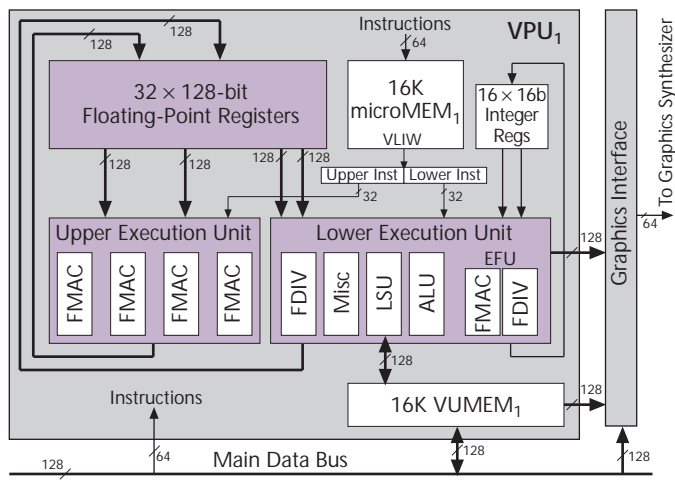 VPU1
Instructions
64
128
128
32 × 128-bit
Floating-Point Registers
16K
microMEM1
VLIW
16 × 16b
Integer
Regs
Upper Inst
Lower Inst
128
128
128
128
32
32
Upper Execution Unit
FMAC
FMAC
FMAC
FMAC
Lower Execution Unit
FDIV
Misc
LSU
ALU
EFU
FMAC
FDIV
128
Graphics Interface
64
To Graphics Synthesizer
128
16K VUMEM1
128
Instructions
64
128
128
Main Data Bus
128